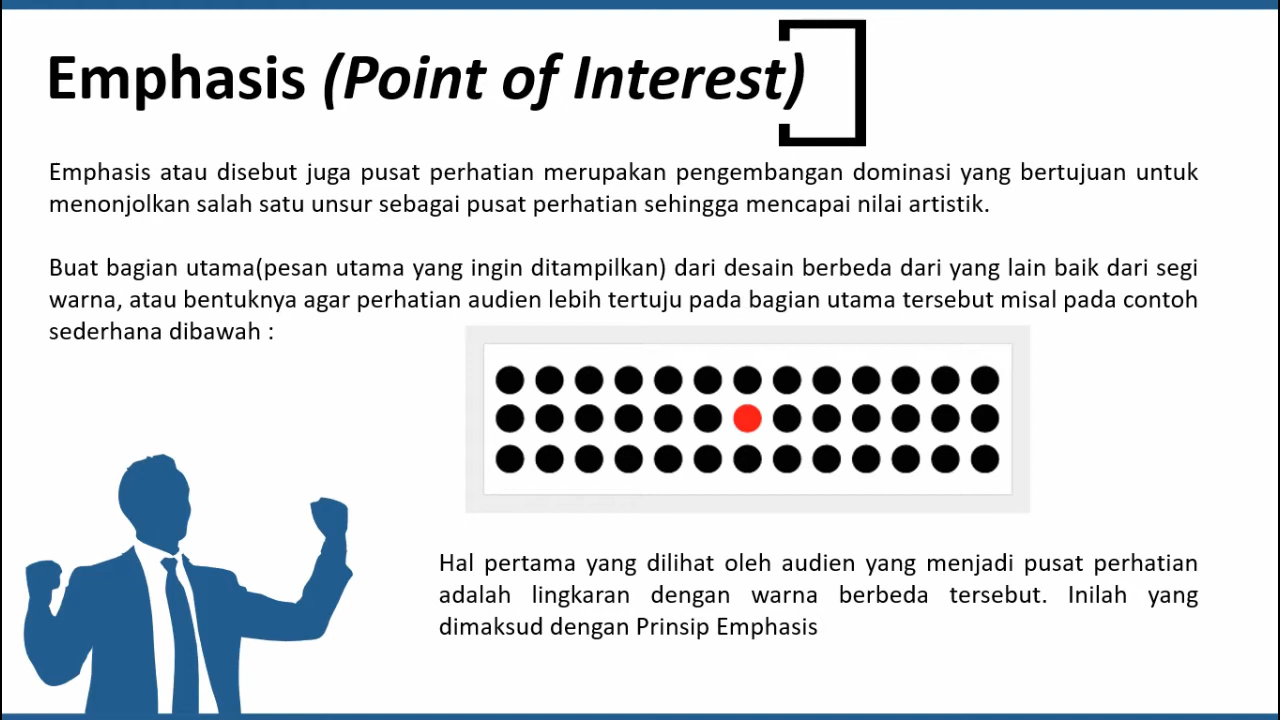 Emphasis (Point of Interest)
Emphasis atau disebut juga pusat perhatian merupakan pengembangan dominasi yang bertujuan untuk
menonjolkan salah satu unsur sebagai pusat perhatian sehingga mencapai nilai artistik.
Buat bagian utama(pesan utama yang ingin ditampilkan) dari desain berbeda dari yang lain baik dari segi
warna, atau bentuknya agar perhatian audien lebih tertuju pada bagian utama tersebut misal pada contoh
sederhana dibawah :
Hal pertama yang dilihat oleh audien yang menjadi pusat perhatian
adalah lingkaran dengan warna berbeda tersebut. Inilah yang
dimaksud dengan Prinsip Emphasis